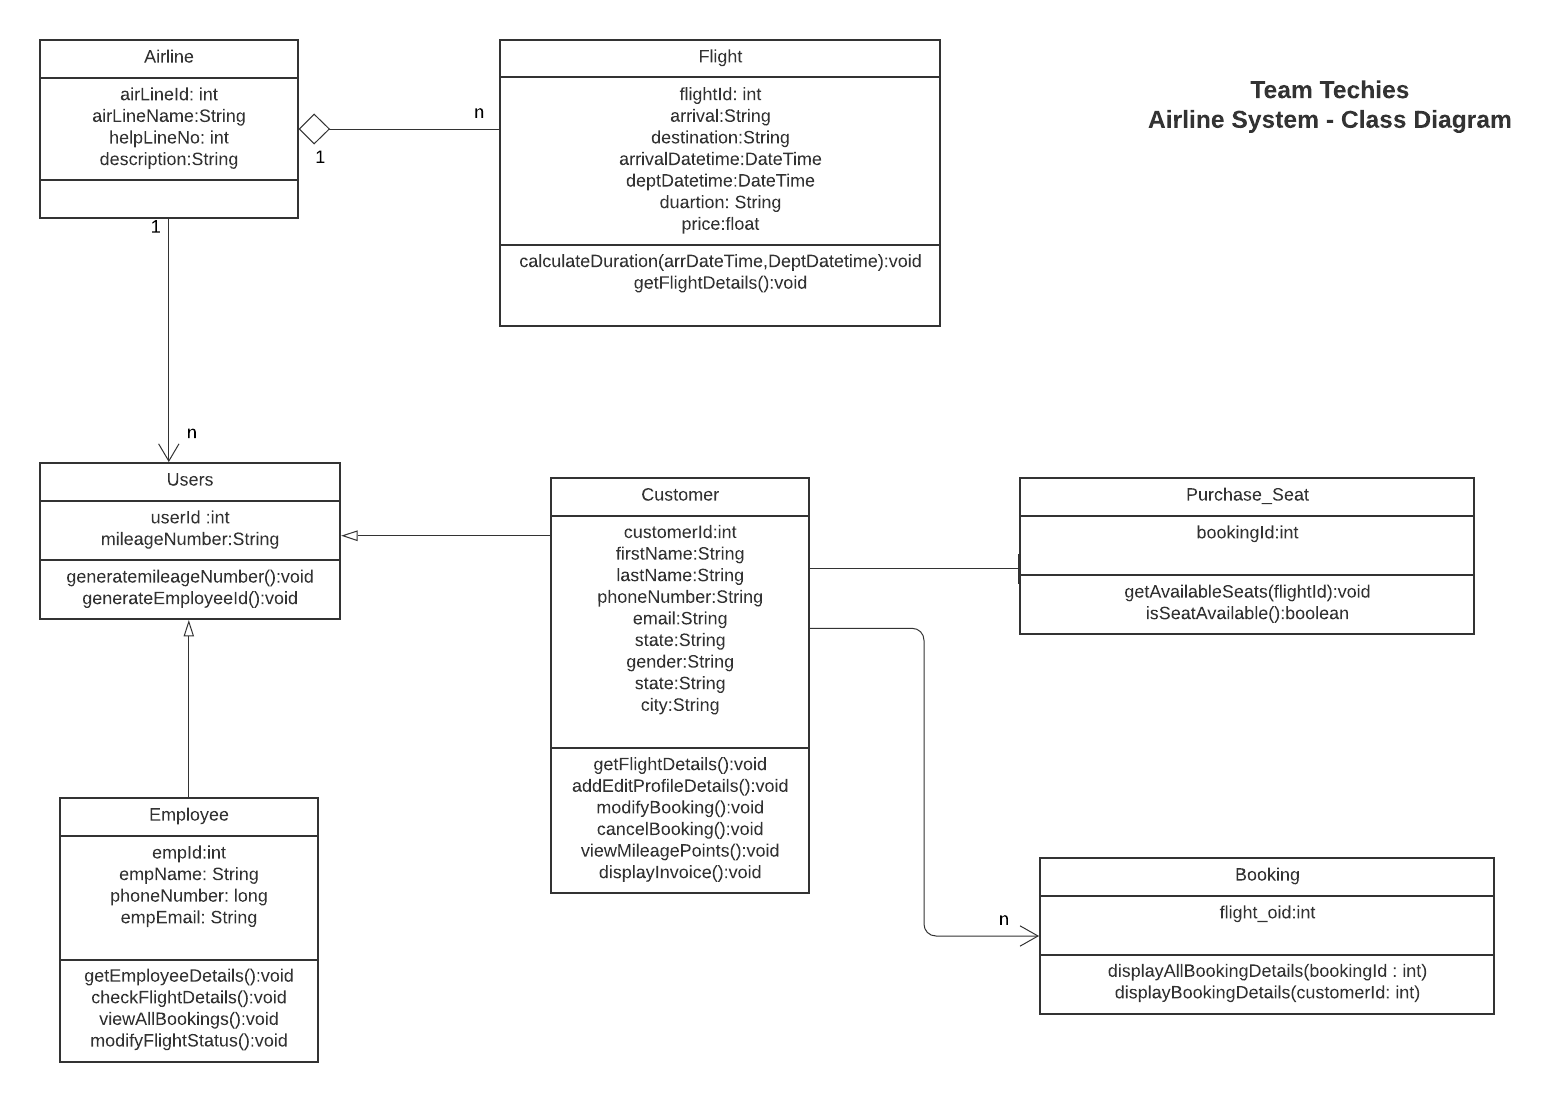 Airline
airLineId: int
airLineName:String
helpLineNo: int
description:String
1
n
Flight
flightId: int
arrival:String
destination:String
arrivalDatetime:DateTime
deptDatetime:DateTime
duartion: String
price:float
calculateDuration(arrDateTime,DeptDatetime):void
getFlightDetails():void
Team Techies
Airline System - Class Diagram
1
n
Users
userId :int
mileageNumber:String
generatemileageNumber():void
generateEmployeeId():void
Customer
customerId:int
firstName:String
lastName:String
phoneNumber:String
email:String
state:String
gender:String
state:String
city:String
getFlightDetails():void
addEditProfileDetails():void
modifyBooking():void
cancelBooking():void
viewMileagePoints():void
displayInvoice():void
Purchase_Seat
bookingId:int
getAvailableSeats(flightId):void
isSeatAvailable():boolean
Employee
empId:int
empName: String
phoneNumber: long
empEmail: String
getEmployeeDetails():void
checkFlightDetails():void
viewAllBookings():void
modifyFlightStatus():void
n
Booking
flight_oid:int
displayAllBookingDetails(bookingId : int)
displayBookingDetails(customerId: int)